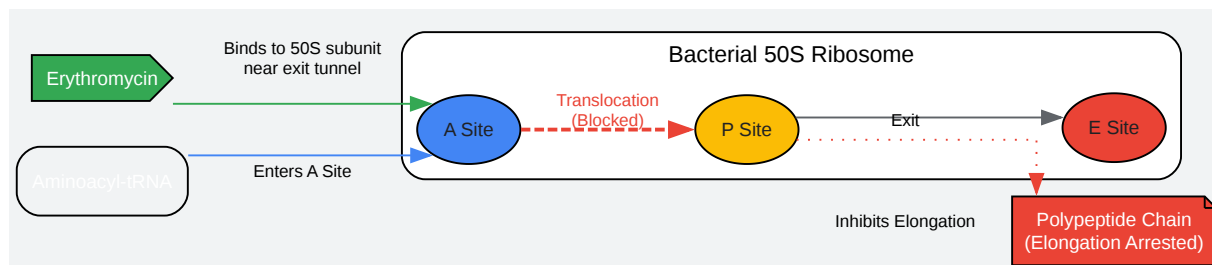 Bacterial 50S Ribosome
Erythromycin
Binds to 50S subunit
near exit tunnel
A Site
Translocation
(Blocked)
P Site
Exit
E Site
Aminoacyl-tRNA
Enters A Site
Inhibits Elongation
Polypeptide Chain
(Elongation Arrested)